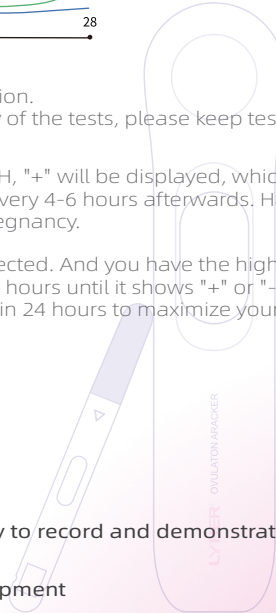 28
ion.
of the tests, please keep tes
H, "+" will be displayed, whic
very 4-6 hours afterwards. H
egnancy.
ected. And you have the high
hours until it shows "+" or "-
in 24 hours to maximize your
OVULATON ARACKER
y to record and demonstrat
pment